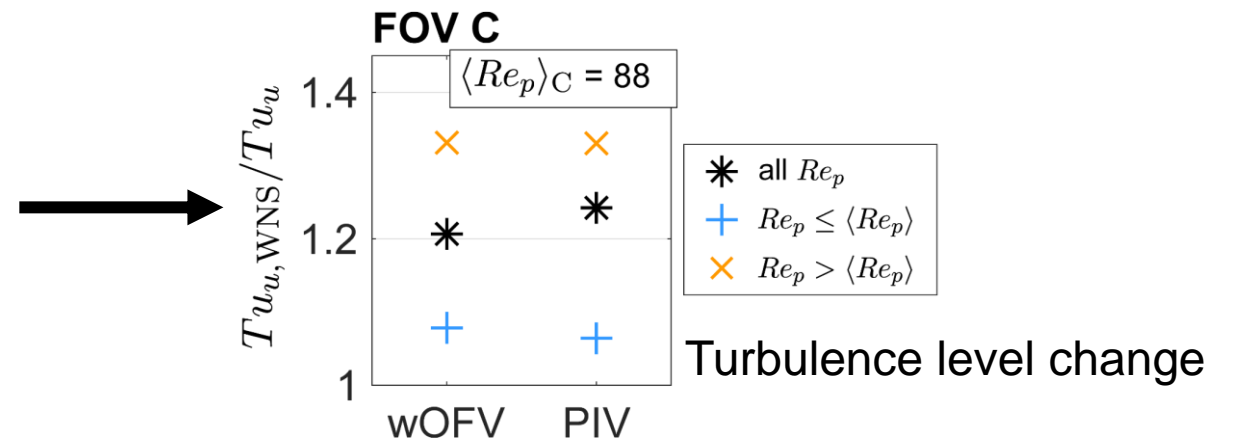 FOV C
⟨Re_p⟩_C = 88
Tu_{u,WNS}/Tu_u
1.4
1.2
1
wOFV PIV
all Re_p
Re_p ≤ ⟨Re_p⟩
Re_p > ⟨Re_p⟩
Turbulence level change